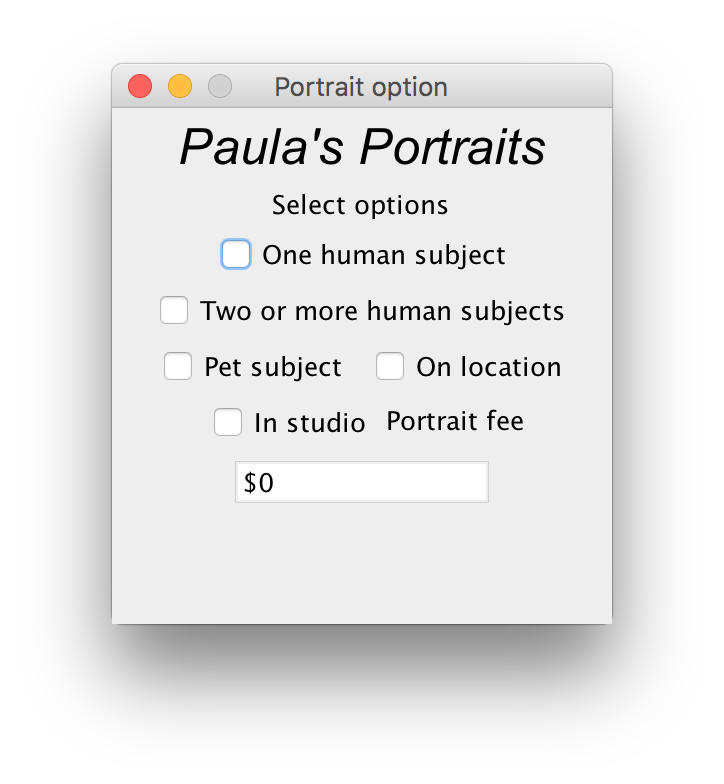 Portrait option
Paula's Portraits
Select options
One human subject
Two or more human subjects
Pet subject On location
In studio Portrait fee
$0